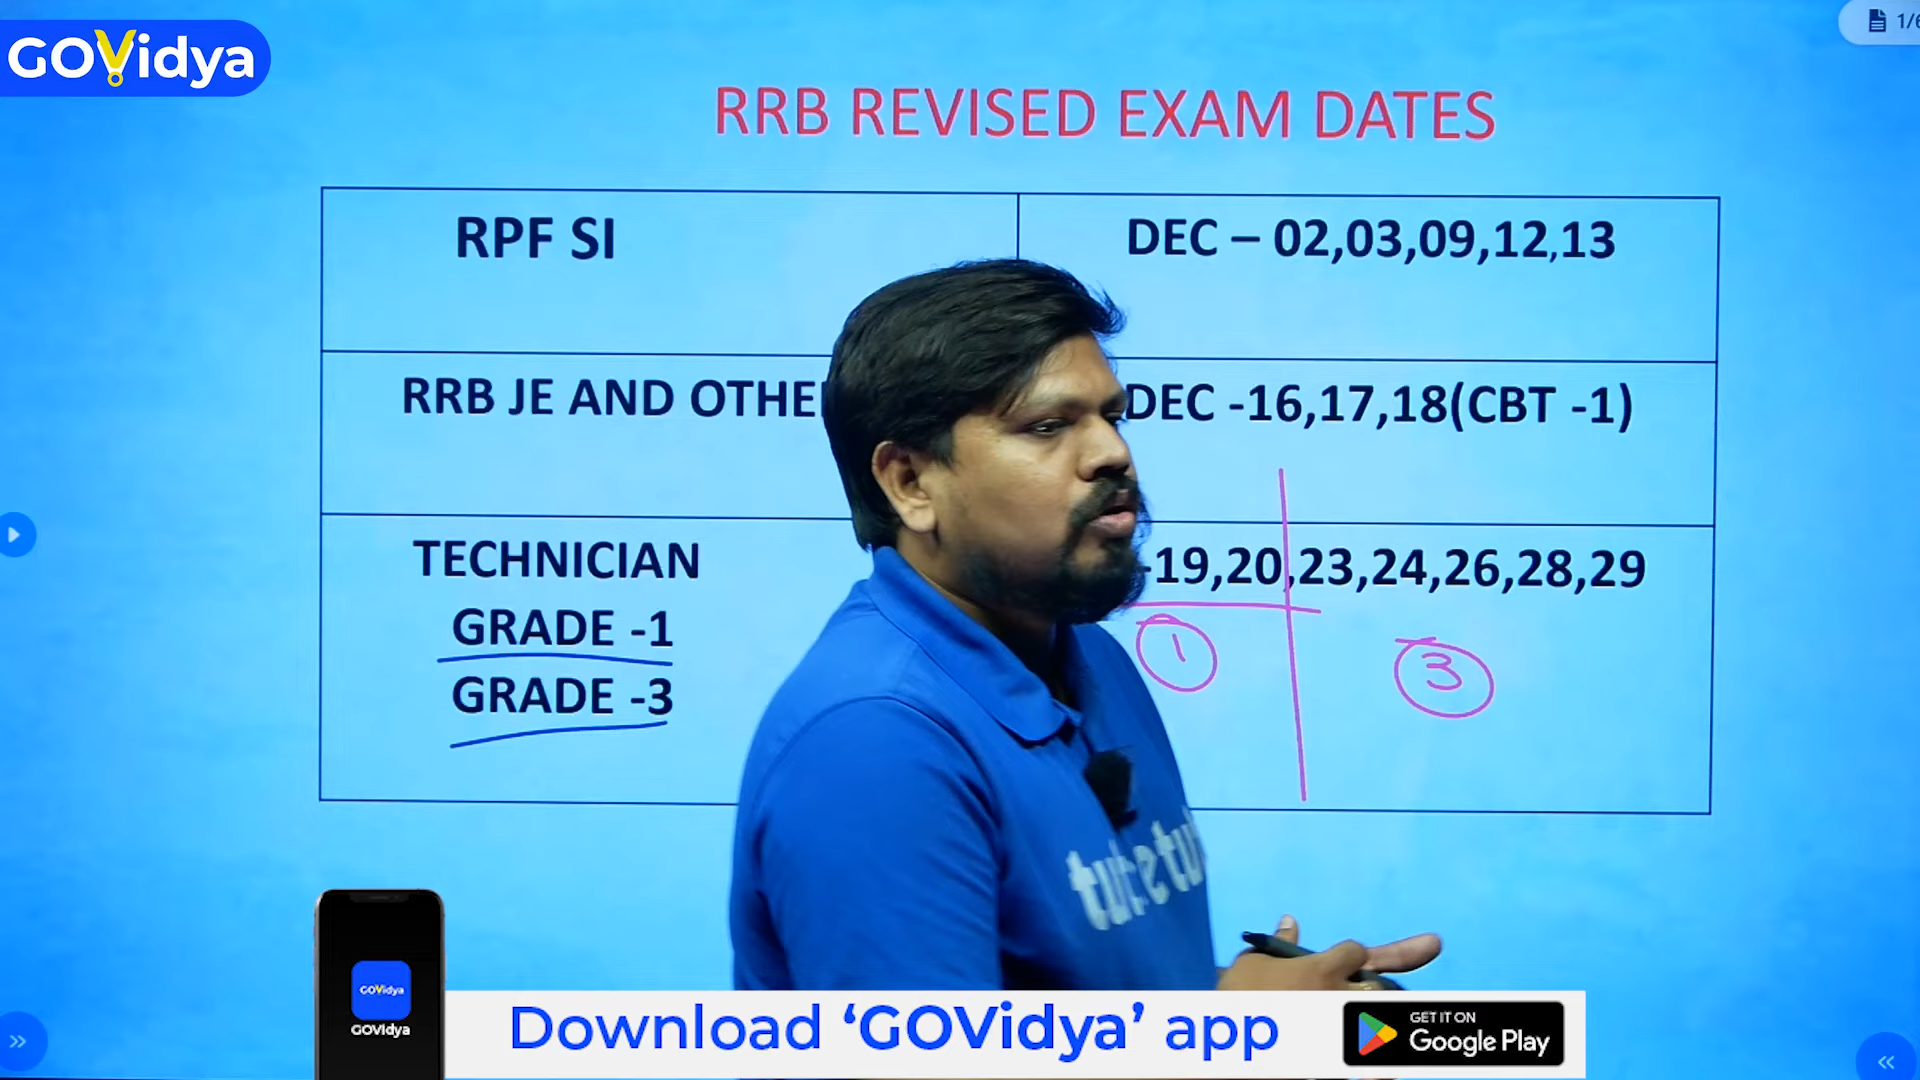 GOVidya
1/6
RRB REVISED EXAM DATES
RPF SI
DEC – 02,03,09,12,13
RRB JE AND
DEC -16,17,18(CBT -1)
TECHNICIAN
GRADE -1
GRADE -3
-19,20,23,24,26,28,29
1
3
GOVidya
GOVidya
Download ‘GOVidya’ app
GET IT ON
Google Play